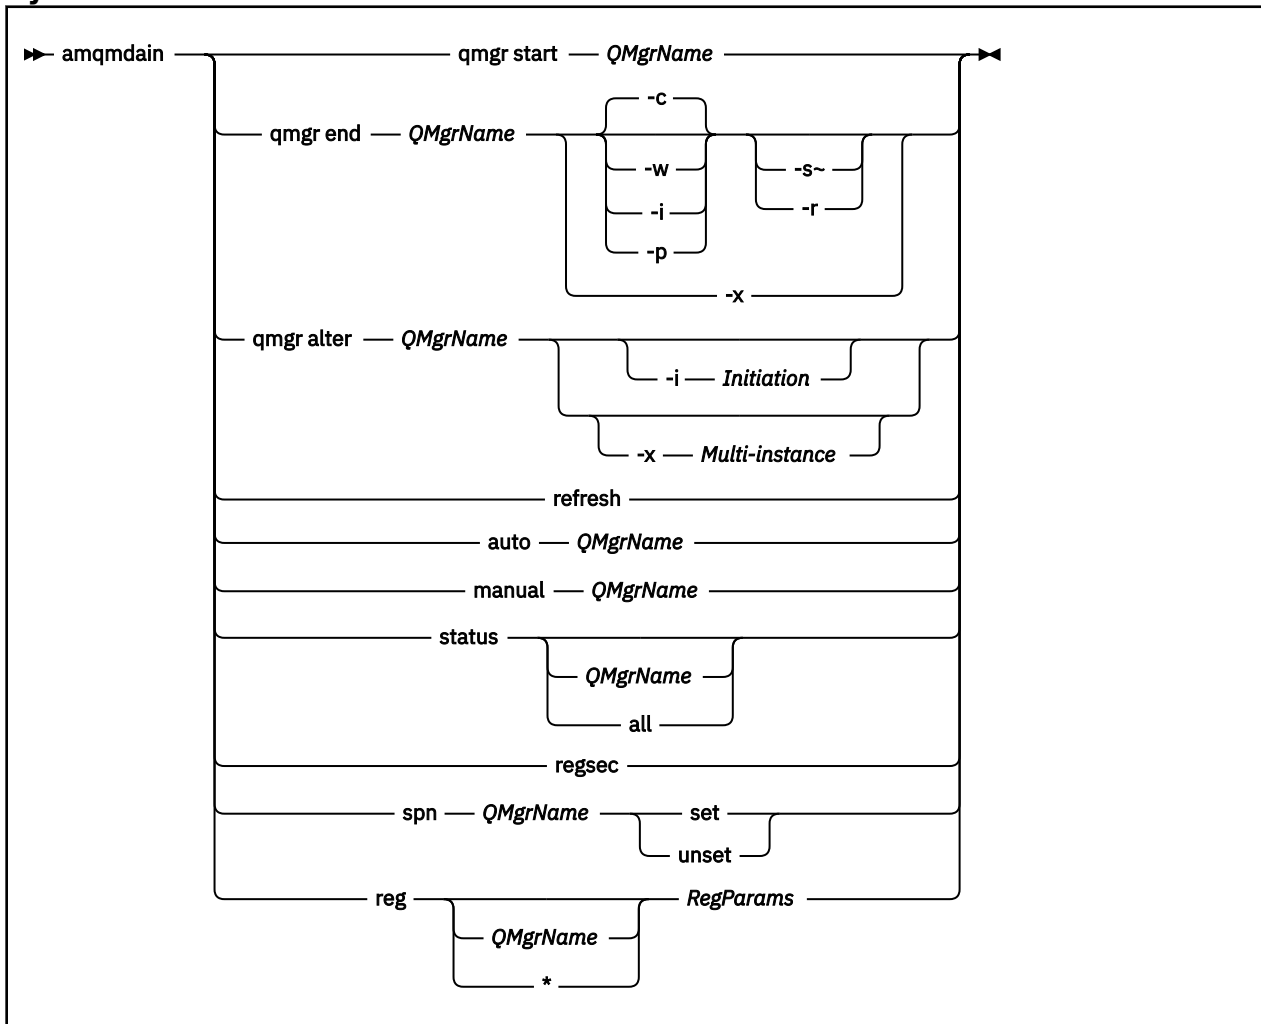 amqmdain qmgr start QMgrName
-c
qmgr end QMgrName
-w -s~
-i -r
-p
-x
qmgr alter QMgrName
-i Initiation
-x Multi-instance
refresh
auto QMgrName
manual QMgrName
status
QMgrName
all
regsec
spn QMgrName set
unset
reg RegParams
QMgrName
*